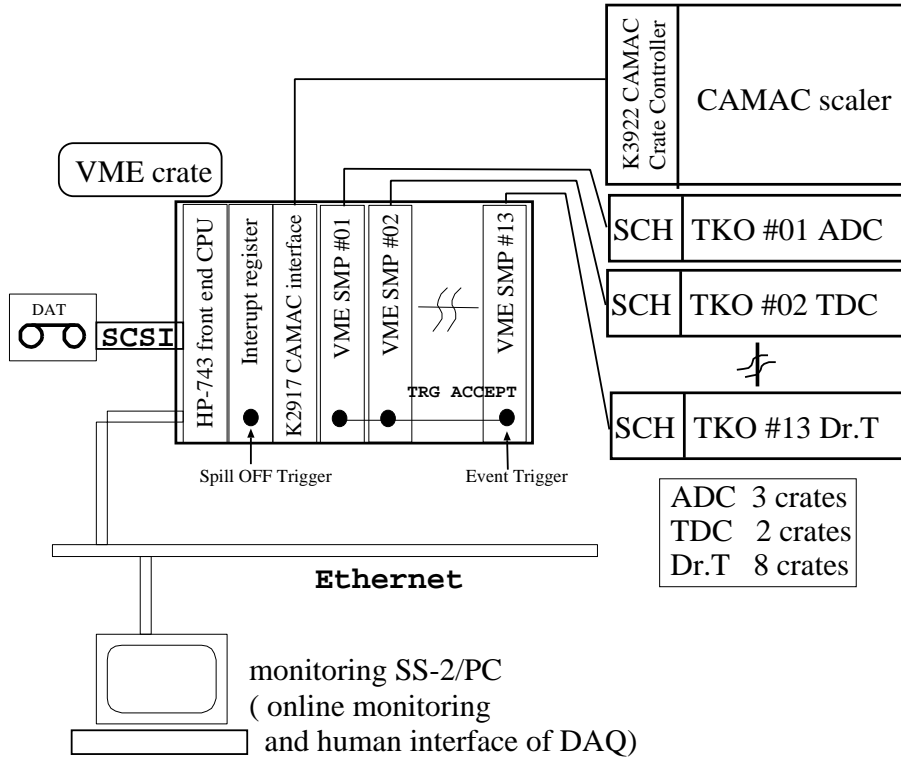 K3922 CAMAC
Crate Controller
CAMAC scaler
VME crate
SCH
TKO #01 ADC
SCH
TKO #02 TDC
SCH
TKO #13 Dr.T
HP-743 front end CPU
Interupt register
K2917 CAMAC interface
VME SMP #01
VME SMP #02
VME SMP #13
DAT
SCSI
TRG ACCEPT
Spill OFF Trigger
Event Trigger
ADC 3 crates
TDC 2 crates
Dr.T 8 crates
Ethernet
monitoring SS-2/PC
( online monitoring
and human interface of DAQ)